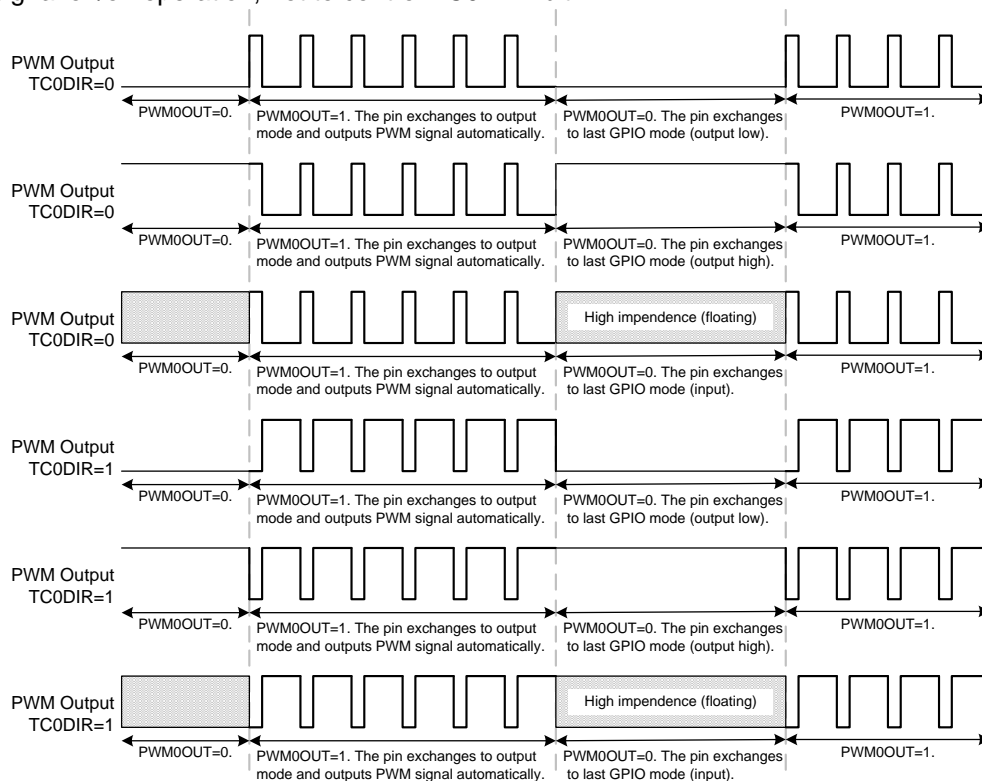 PWM Output
TC0DIR=0
PWM0OUT=0.
PWM0OUT=1. The pin exchanges to output
mode and outputs PWM signal automatically.
PWM0OUT=0. The pin exchanges
to last GPIO mode (output low).
PWM0OUT=1.
PWM Output
TC0DIR=0
PWM0OUT=0.
PWM0OUT=1. The pin exchanges to output
mode and outputs PWM signal automatically.
PWM0OUT=0. The pin exchanges
to last GPIO mode (output high).
PWM0OUT=1.
PWM Output
TC0DIR=0
High impendence (floating)
PWM0OUT=0.
PWM0OUT=1. The pin exchanges to output
mode and outputs PWM signal automatically.
PWM0OUT=0. The pin exchanges
to last GPIO mode (input).
PWM0OUT=1.
PWM Output
TC0DIR=1
PWM0OUT=0.
PWM0OUT=1. The pin exchanges to output
mode and outputs PWM signal automatically.
PWM0OUT=0. The pin exchanges
to last GPIO mode (output low).
PWM0OUT=1.
PWM Output
TC0DIR=1
PWM0OUT=0.
PWM0OUT=1. The pin exchanges to output
mode and outputs PWM signal automatically.
PWM0OUT=0. The pin exchanges
to last GPIO mode (output high).
PWM0OUT=1.
PWM Output
TC0DIR=1
High impendence (floating)
PWM0OUT=0.
PWM0OUT=1. The pin exchanges to output
mode and outputs PWM signal automatically.
PWM0OUT=0. The pin exchanges
to last GPIO mode (input).
PWM0OUT=1.